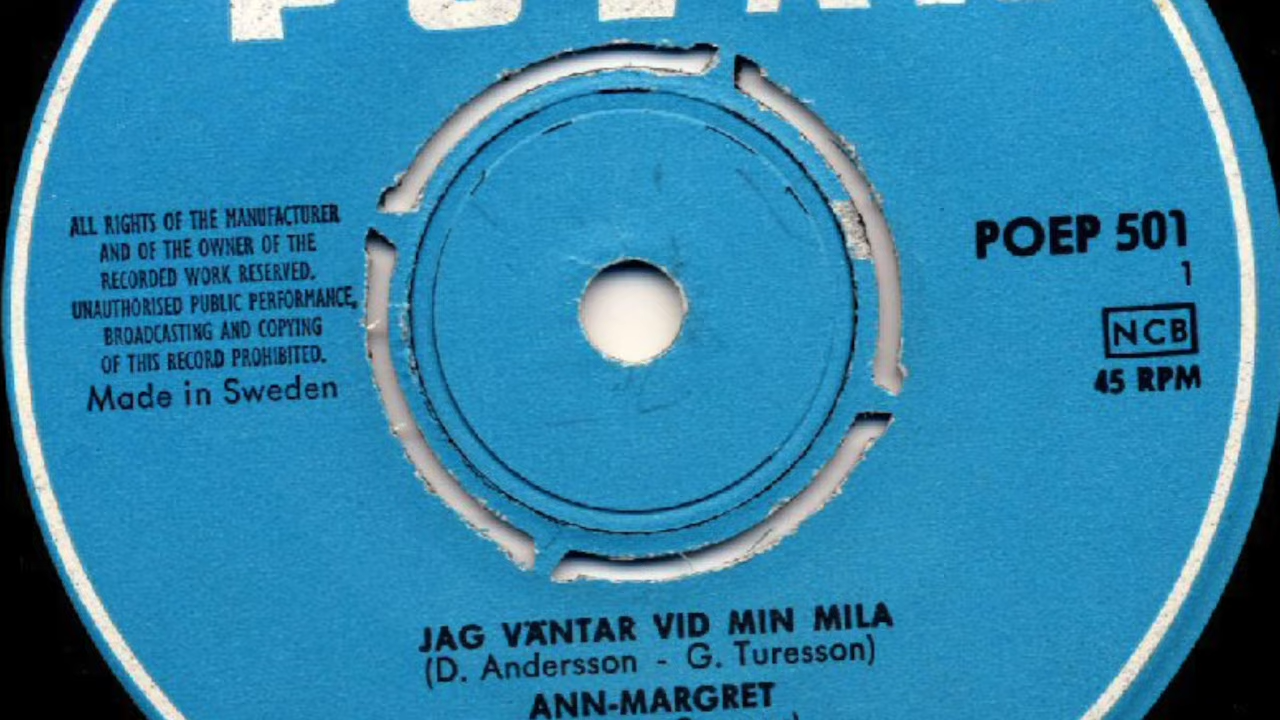 ALL RIGHTS OF THE MANUFACTURER
AND OF THE OWNER OF THE
RECORDED WORK RESERVED.
UNAUTHORISED PUBLIC PERFORMANCE,
BROADCASTING AND COPYING
OF THIS RECORD PROHIBITED.
Made in Sweden
POEP 501
1
NCB
45 RPM
JAG VÄNTAR VID MIN MILA
(D. Andersson - G. Turesson)
ANN-MARGRET